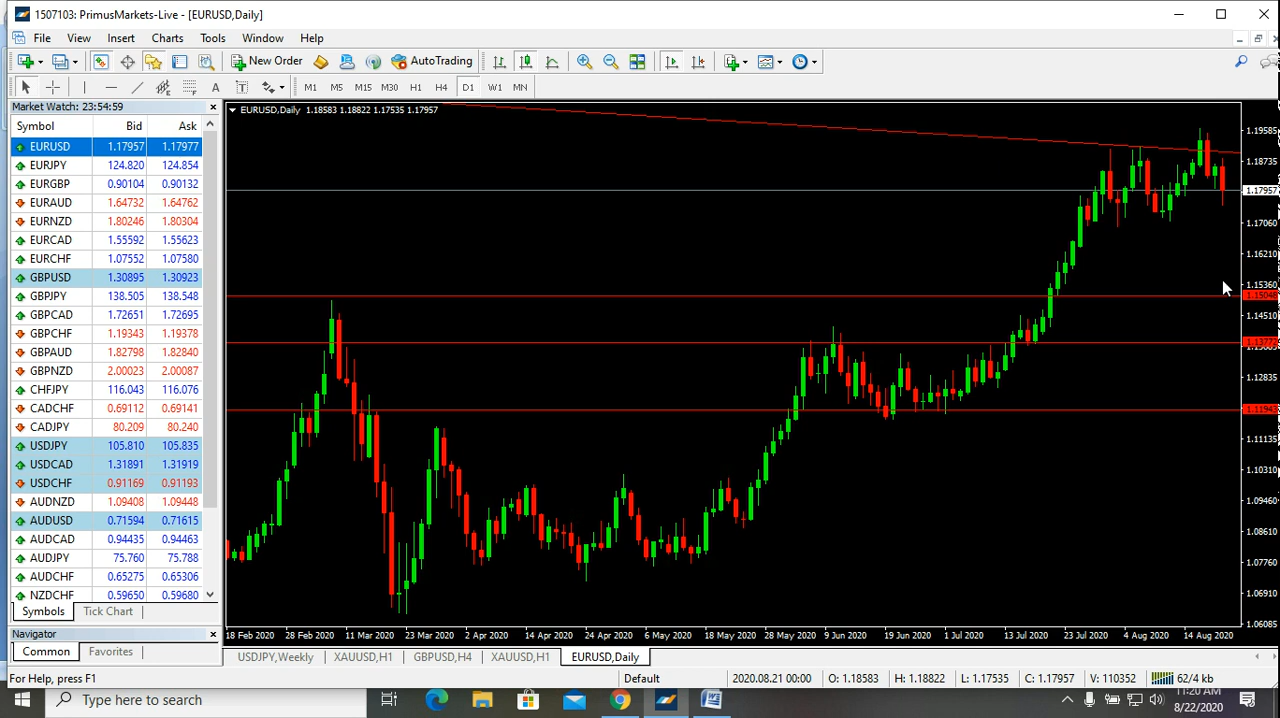 1507103: PrimusMarkets-Live - [EURUSD,Daily]
File View Insert Charts Tools Window Help
New Order AutoTrading
A T M1 M5 M15 M30 H1 H4 D1 W1 MN
Market Watch: 23:54:59
Symbol Bid Ask
EURUSD 1.17957 1.17977
EURJPY 124.820 124.854
EURGBP 0.90104 0.90132
EURAUD 1.64732 1.64762
EURNZD 1.80246 1.80304
EURCAD 1.55592 1.55623
EURCHF 1.07552 1.07580
GBPUSD 1.30895 1.30923
GBPJPY 138.505 138.548
GBPCAD 1.72651 1.72695
GBPCHF 1.19343 1.19378
GBPAUD 1.82798 1.82840
GBPNZD 2.00023 2.00087
CHFJPY 116.043 116.076
CADCHF 0.69112 0.69141
CADJPY 80.209 80.240
USDJPY 105.810 105.835
USDCAD 1.31891 1.31919
USDCHF 0.91169 0.91193
AUDNZD 1.09408 1.09448
AUDUSD 0.71594 0.71615
AUDCAD 0.94435 0.94463
AUDJPY 75.760 75.788
AUDCHF 0.65275 0.65306
NZDCHF 0.59650 0.59680
Symbols Tick Chart
Navigator
Common Favorites
EURUSD,Daily 1.18583 1.18822 1.17535 1.17957
1.19585
1.18735
1.17957
1.17060
1.16210
1.15360
1.15048
1.14510
1.13772
1.12835
1.11943
1.11135
1.10310
1.09460
1.08610
1.07760
1.06910
1.06085
18 Feb 2020 28 Feb 2020 11 Mar 2020 23 Mar 2020 2 Apr 2020 14 Apr 2020 24 Apr 2020 6 May 2020 18 May 2020 28 May 2020 9 Jun 2020 19 Jun 2020 1 Jul 2020 13 Jul 2020 23 Jul 2020 4 Aug 2020 14 Aug 2020
USDJPY,Weekly XAUUSD,H1 GBPUSD,H4 XAUUSD,H1 EURUSD,Daily
For Help, press F1 Default 2020.08.21 00:00 O: 1.18583 H: 1.18822 L: 1.17535 C: 1.17957 V: 110352 62/4 kb
Type here to search
11:20 AM
8/22/2020